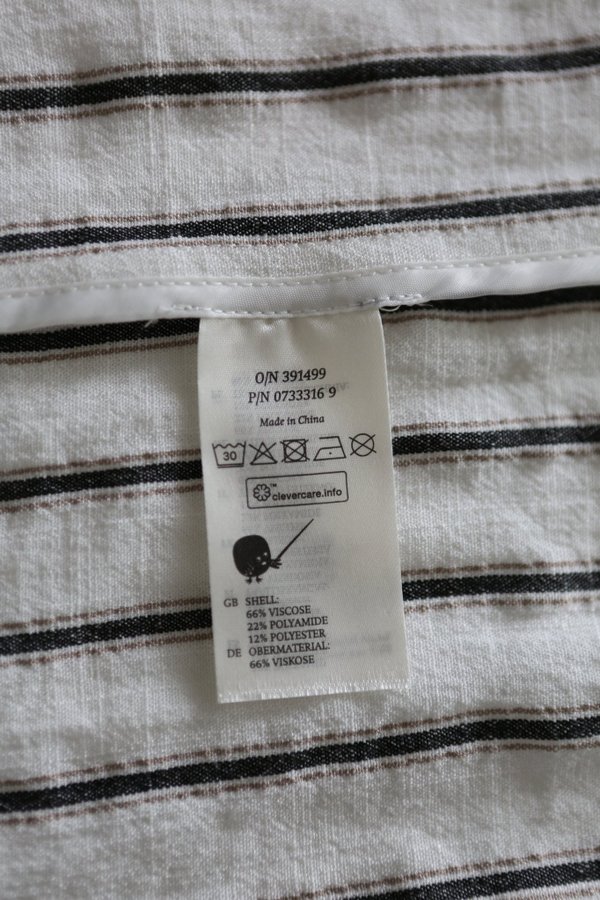 O/N 391499
P/N 0733316 9
Made in China
30
™ clevercare.info
GB SHELL:
66% VISCOSE
22% POLYAMIDE
12% POLYESTER
DE OBERMATERIAL:
66% VISKOSE